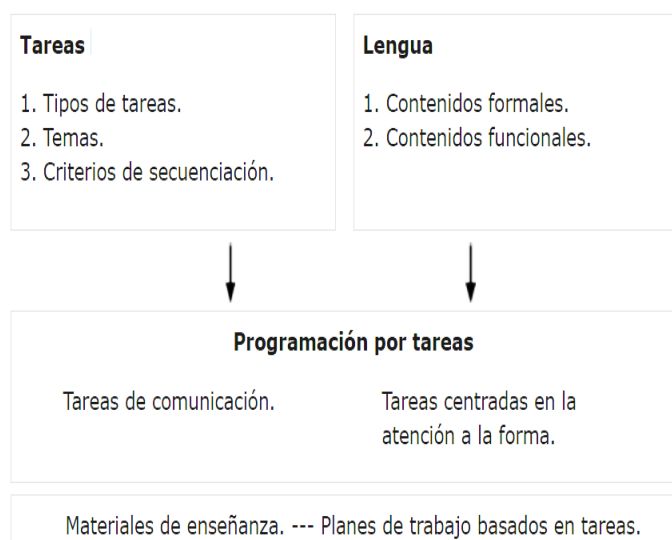 Tareas
1. Tipos de tareas.
2. Temas.
3. Criterios de secuenciación.
Lengua
1. Contenidos formales.
2. Contenidos funcionales.
Programación por tareas
Tareas de comunicación.
Tareas centradas en la
atención a la forma.
Materiales de enseñanza. --- Planes de trabajo basados en tareas.